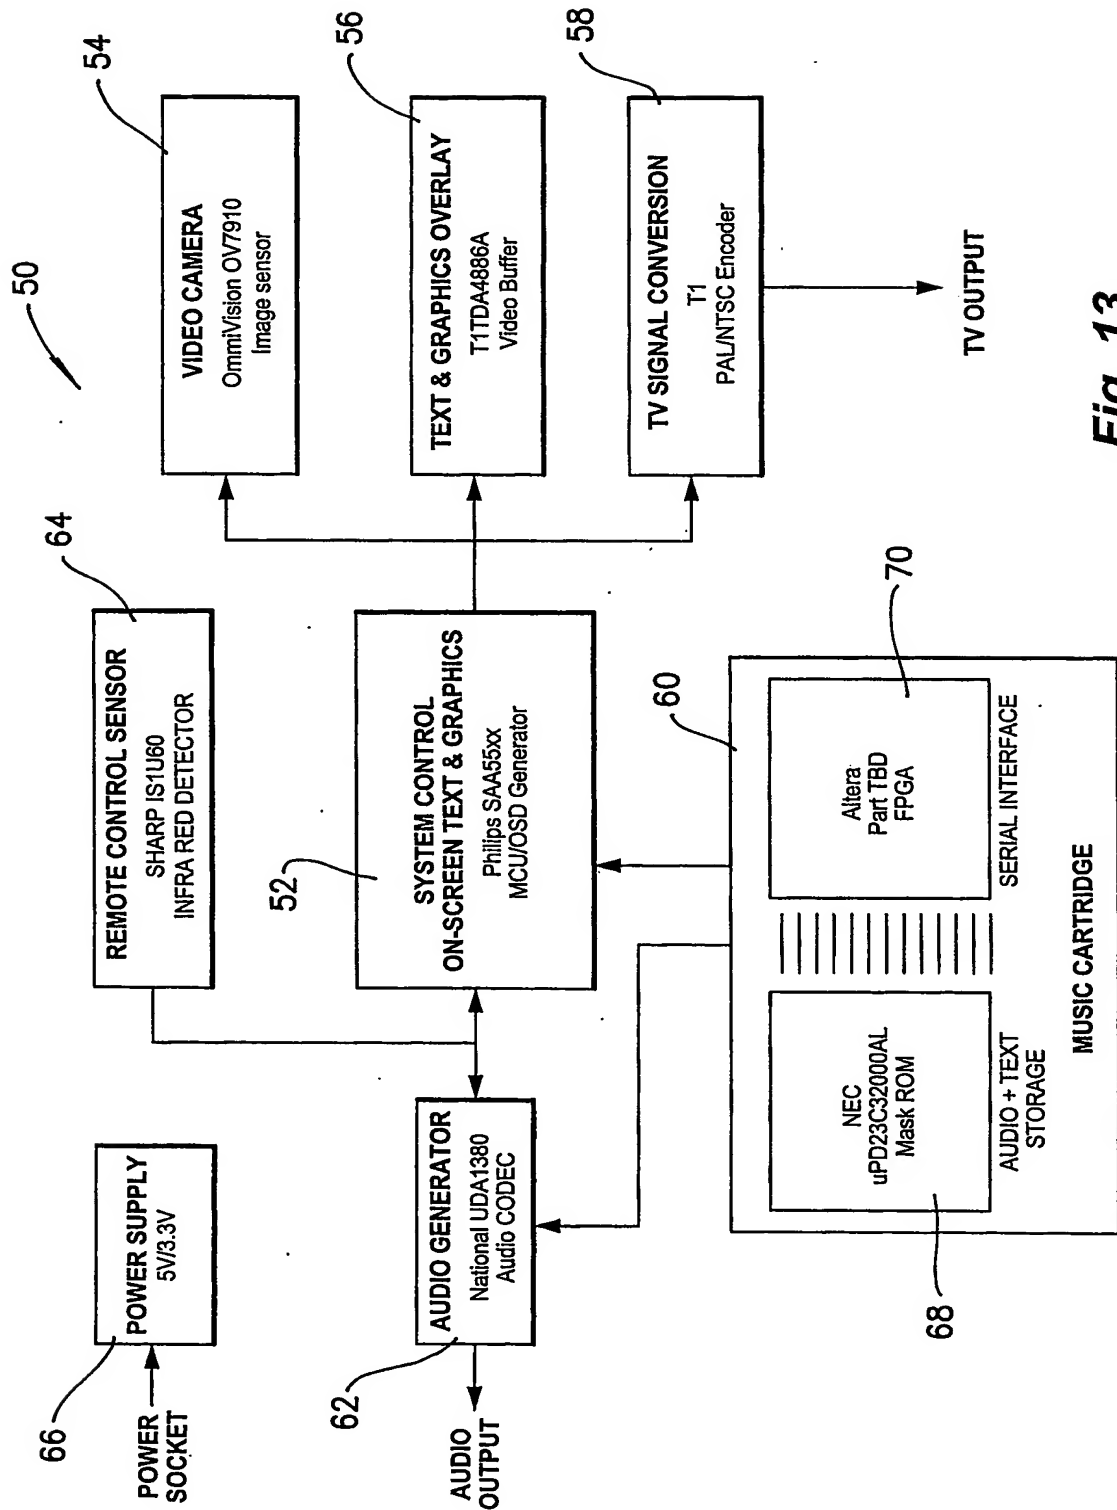 50
66
POWER SUPPLY
5V/3.3V
POWER
SOCKET
64
REMOTE CONTROL SENSOR
SHARP IS1U60
INFRA RED DETECTOR
54
VIDEO CAMERA
OmmiVision OV7910
Image sensor
62
AUDIO GENERATOR
National UDA1380
Audio CODEC
AUDIO
OUTPUT
52
SYSTEM CONTROL
ON-SCREEN TEXT & GRAPHICS
Philips SAA55xx
MCU/OSD Generator
56
TEXT & GRAPHICS OVERLAY
T1TDA4886A
Video Buffer
58
TV SIGNAL CONVERSION
T1
PAL/NTSC Encoder
TV OUTPUT
60
68
NEC
uPD23C32000AL
Mask ROM
AUDIO + TEXT
STORAGE
70
Altera
Part TBD
FPGA
SERIAL INTERFACE
MUSIC CARTRIDGE
Fig. 13